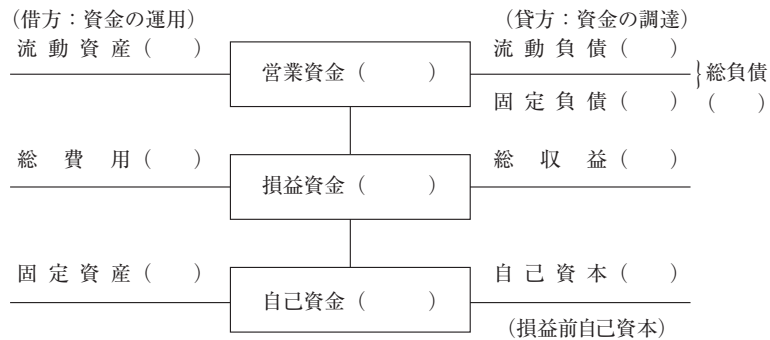 （借方：資金の運用）　（貸方：資金の調達）
流動資産（　　）　営業資金（　　　）　流動負債（　　）
｝総負債
固定負債（　　）　（　　）
総費用（　　）　損益資金（　　　）　総収益（　　）
固定資産（　　）　自己資金（　　　）　自己資本（　　）
（損益前自己資本）